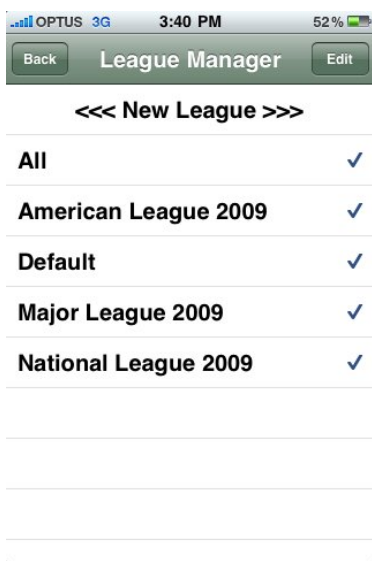 OPTUS 3G 3:40 PM 52%
Back League Manager Edit
<<< New League >>>
All
American League 2009
Default
Major League 2009
National League 2009